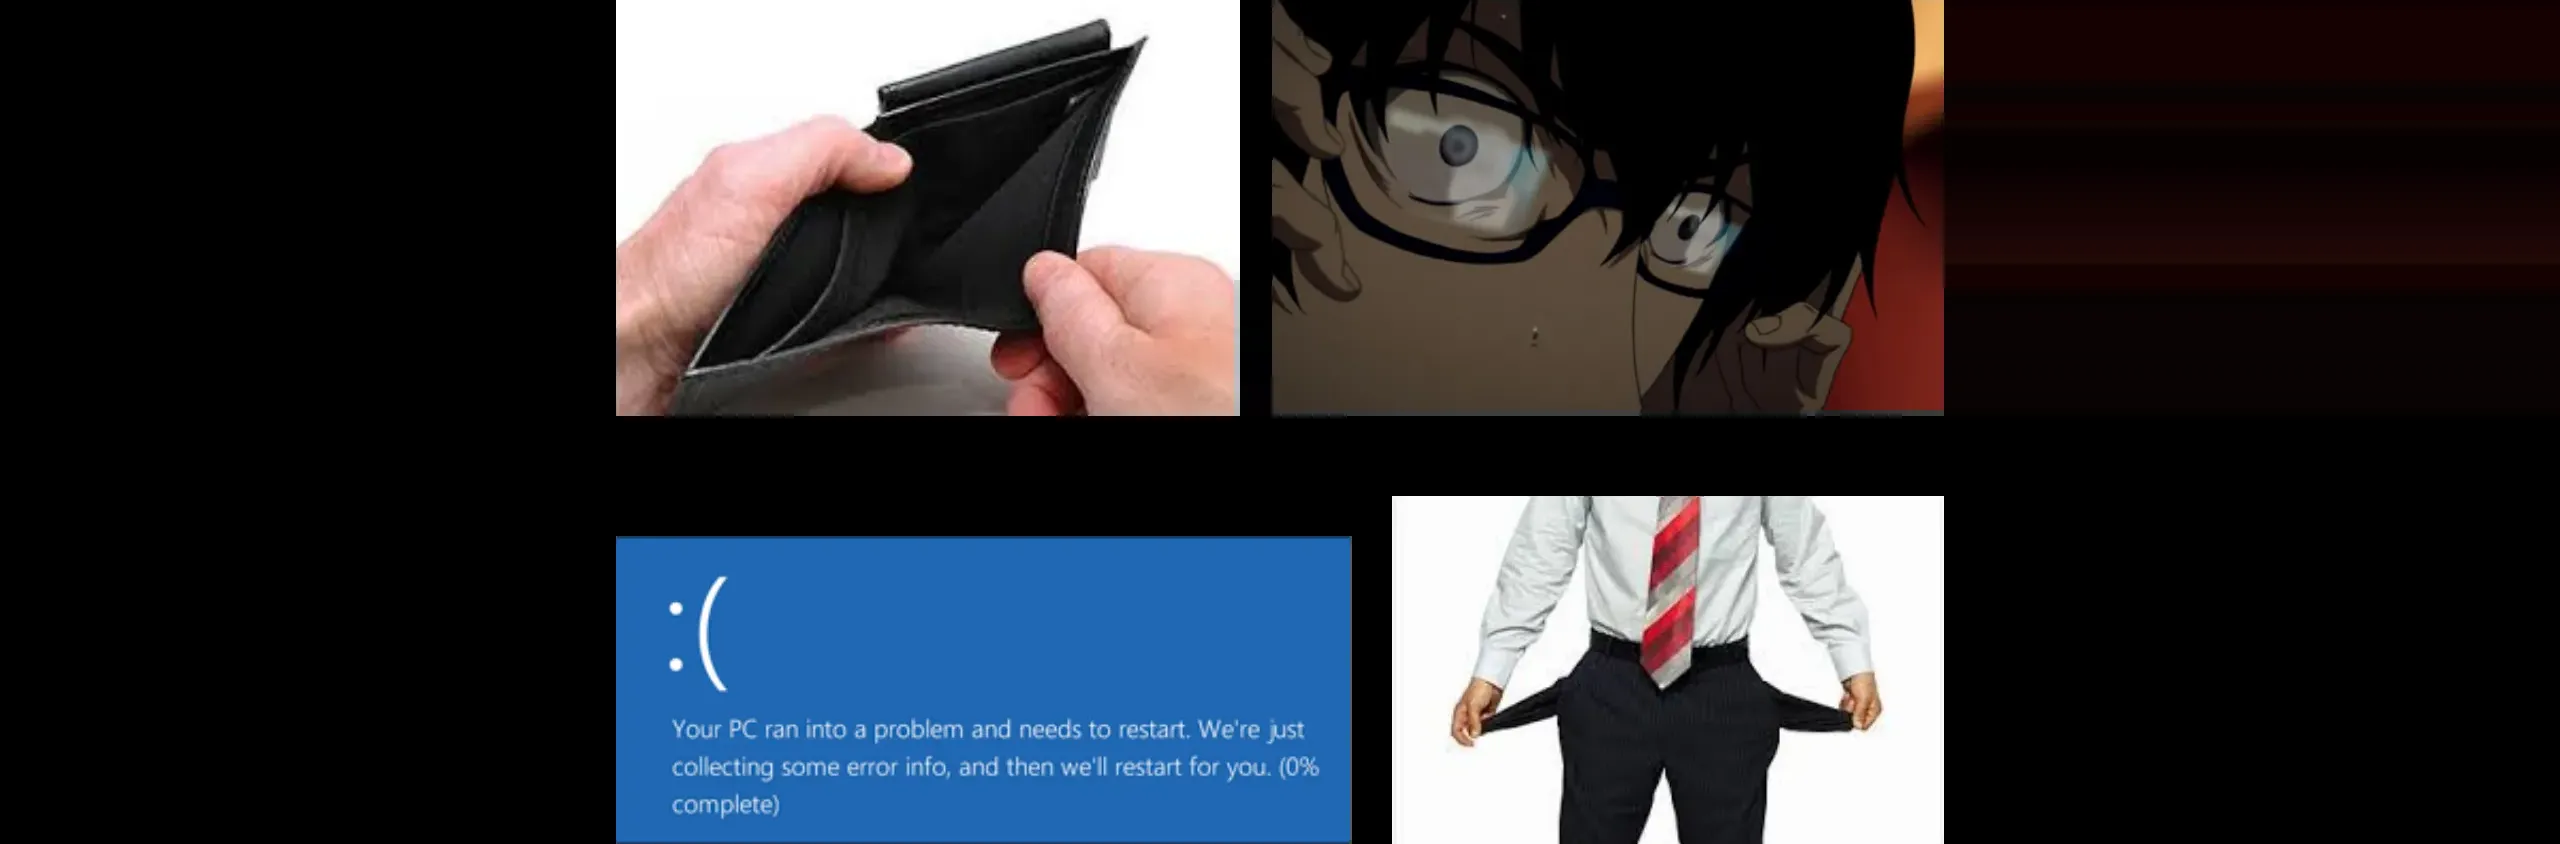 :(
Your PC ran into a problem and needs to restart. We're just
collecting some error info, and then we'll restart for you. (0%
complete)